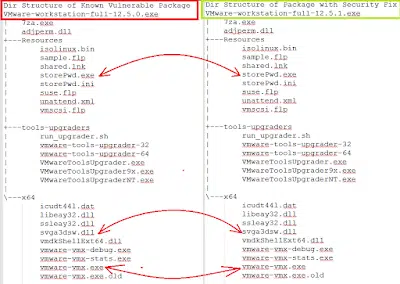 Dir Structure of Known Vulnerable Package
VMware-workstation-full-12.5.0.exe
| 7za.exe
| adjperm.dll
+---Resources
| isolinux.bin
| sample.flp
| shared.lnk
| storePwd.exe
| storePwd.ini
| suse.flp
| unattend.xml
| vmscsi.flp
|
+---tools-upgraders
| run_upgrader.sh
| vmware-tools-upgrader-32
| vmware-tools-upgrader-64
| VMwareToolsUpgrader.exe
| VMwareToolsUpgrader9x.exe
| VMwareToolsUpgraderNT.exe
|
\---x64
icudt44l.dat
libeay32.dll
ssleay32.dll
svga3dsw.dll
vmdkShellExt64.dll
vmware-vmx-debug.exe
vmware-vmx-stats.exe
vmware-vmx.exe
vmware-vmx.exe.old
Dir Structure of Package with Security Fix
VMware-workstation-full-12.5.1.exe
| 7za.exe
| adjperm.dll
+---Resources
| isolinux.bin
| sample.flp
| shared.lnk
| storePwd.exe
| storePwd.ini
| suse.flp
| unattend.xml
| vmscsi.flp
|
+---tools-upgraders
| run_upgrader.sh
| vmware-tools-upgrader-32
| vmware-tools-upgrader-64
| VMwareToolsUpgrader.exe
| VMwareToolsUpgrader9x.exe
| VMwareToolsUpgraderNT.exe
|
\---x64
icudt44l.dat
libeay32.dll
ssleay32.dll
svga3dsw.dll
vmdkShellExt64.dll
vmware-vmx-debug.exe
vmware-vmx-stats.exe
vmware-vmx.exe
vmware-vmx.exe.old